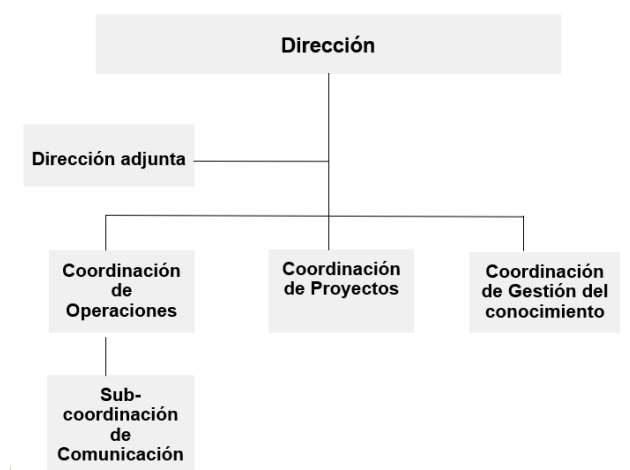 Dirección
Dirección adjunta
Coordinación
de
Operaciones
Coordinación
de Proyectos
Coordinación
de Gestión del
conocimiento
Sub-
coordinación
de
Comunicación